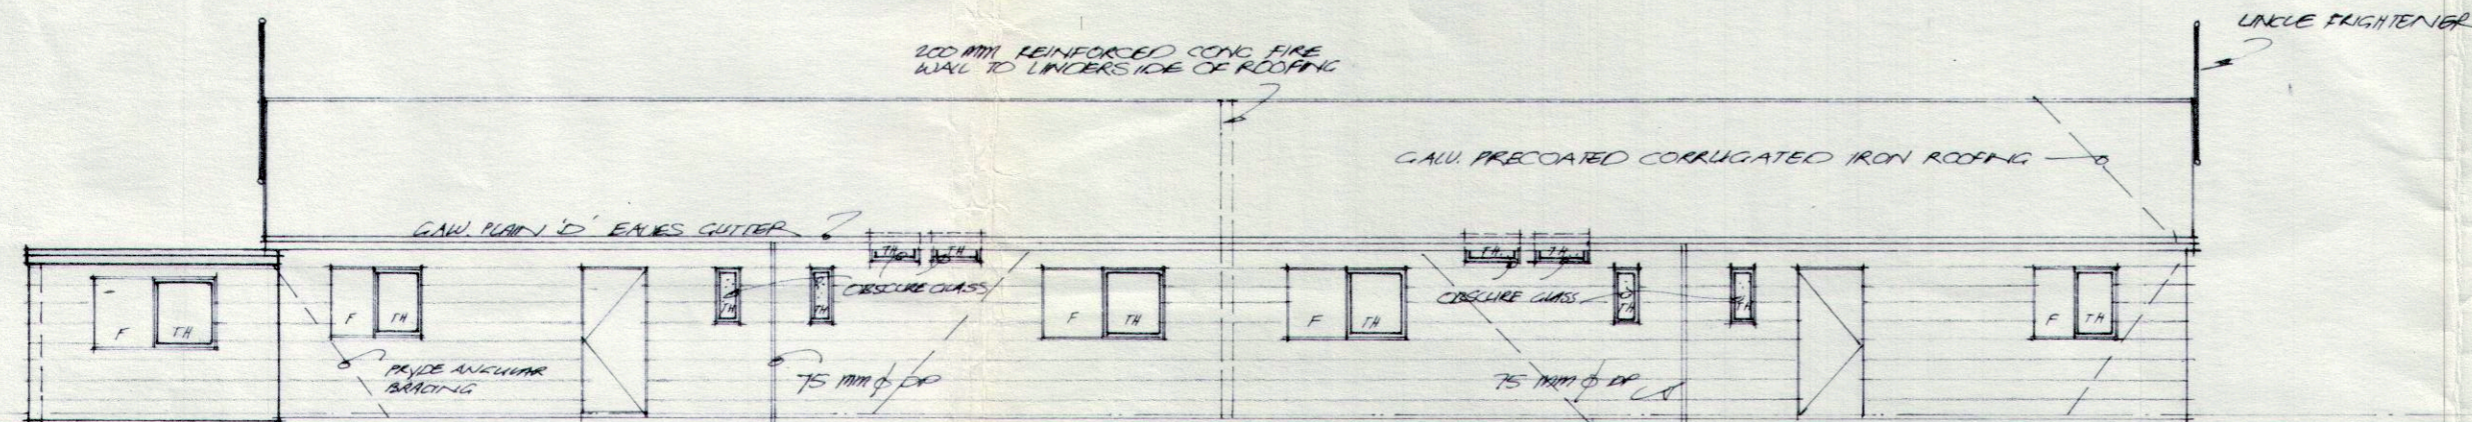 UNCLE FRIGHTENER
200 MM REINFORCED CONC FIRE
WALL TO UNDERSIDE OF ROOFING
GALV. PRECOATED CORRUGATED IRON ROOFING
GALV. PLAIN 'D' EAVES GUTTER
TH TH
TH TH
OBSCURE GLASS
OBSCURE GLASS
F TH
F TH
TH
TH
F TH
F TH
TH
TH
F TH
PRYDE ANGULAR
BRACING
75 MM ϕ DP
75 MM ϕ DP